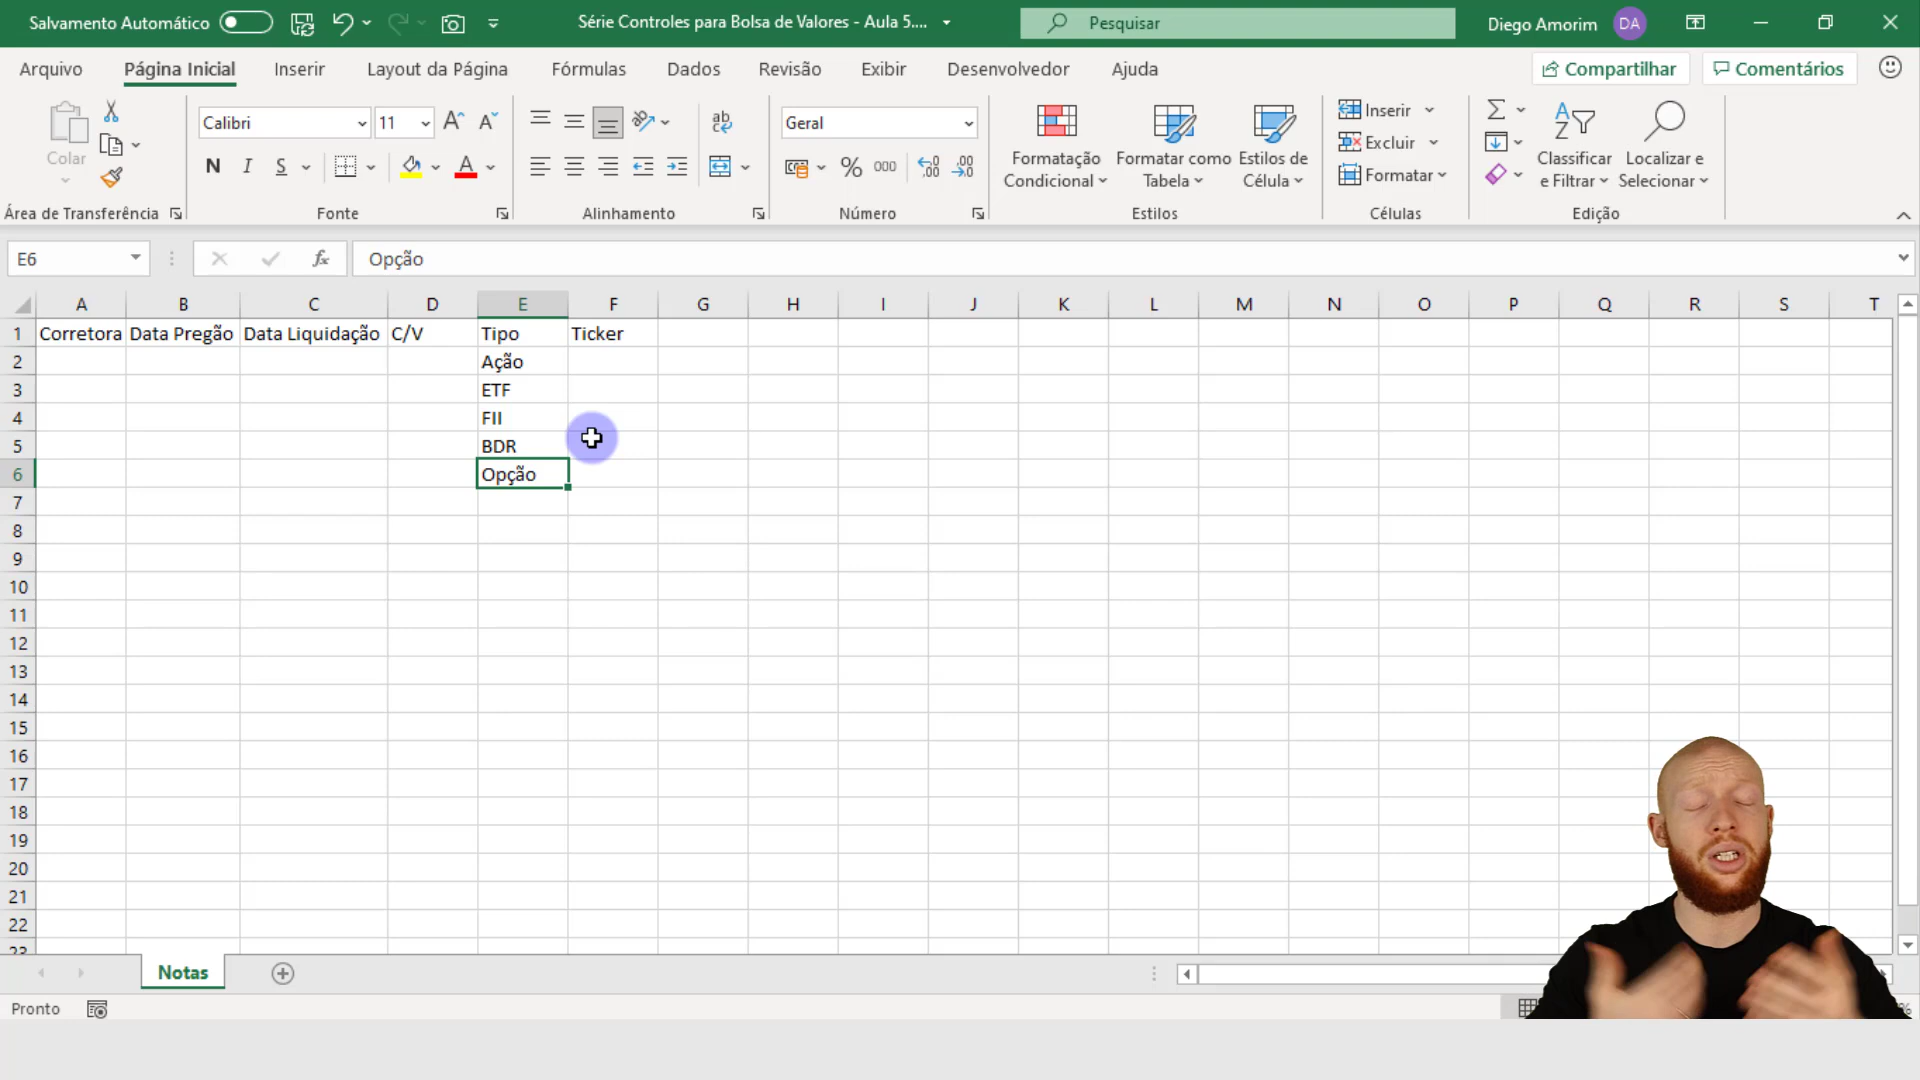 Salvamento Automático
Série Controles para Bolsa de Valores - Aula 5....
Pesquisar
Diego Amorim
DA
Arquivo
Página Inicial
Inserir
Layout da Página
Fórmulas
Dados
Revisão
Exibir
Desenvolvedor
Ajuda
Compartilhar
Comentários
Colar
Área de Transferência
Calibri
11
N
I
S
Fonte
ab
Alinhamento
Geral
%
000
Número
Formatação
Condicional
Formatar como
Tabela
Estilos de
Célula
Estilos
Inserir
Excluir
Formatar
Células
Classificar
e Filtrar
Localizar e
Selecionar
Edição
E6
fx
Opção
A B C D E F G H I J K L M N O P Q R S T
1 Corretora Data Pregão Data Liquidação C/V Tipo Ticker
2 Ação
3 ETF
4 FII
5 BDR
6 Opção
7
8
9
10
11
12
13
14
15
16
17
18
19
20
21
22
23
Notas
Pronto